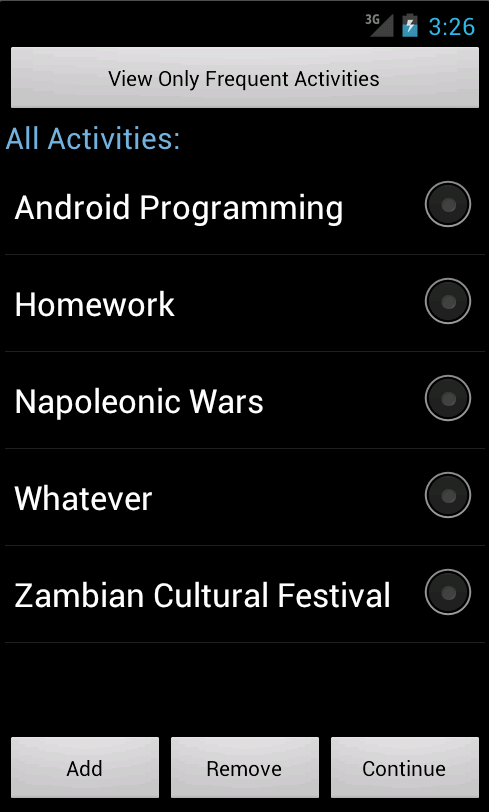 3G 3:26
View Only Frequent Activities
All Activities:
Android Programming
Homework
Napoleonic Wars
Whatever
Zambian Cultural Festival
Add Remove Continue